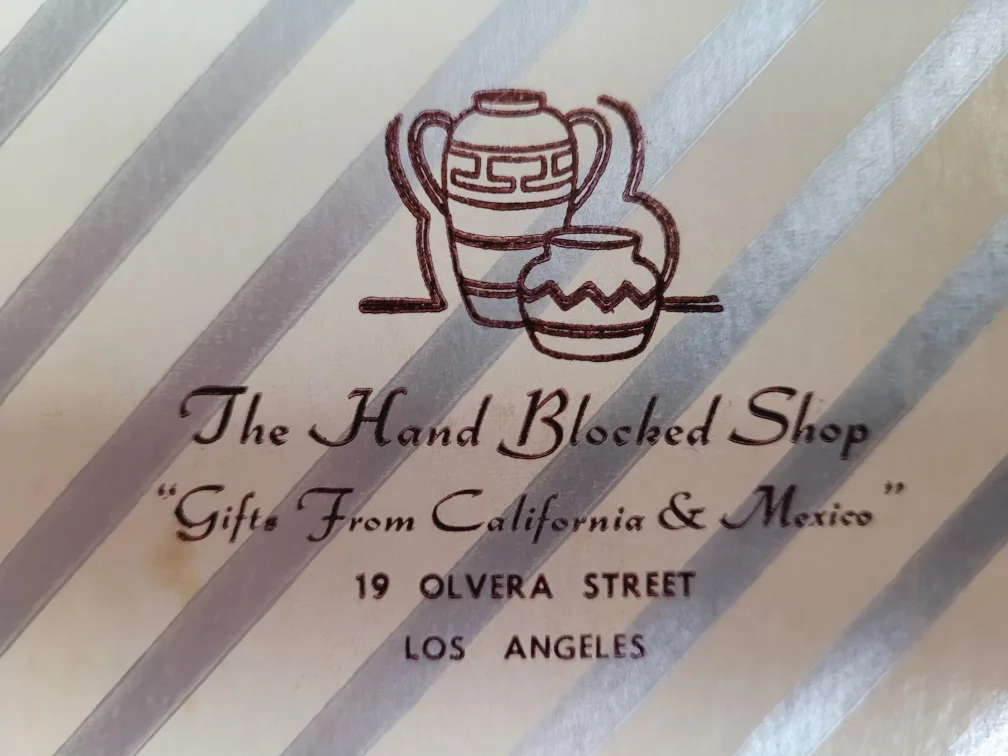 The Hand Blocked Shop
“Gifts From California & Mexico”
19 OLVERA STREET
LOS ANGELES